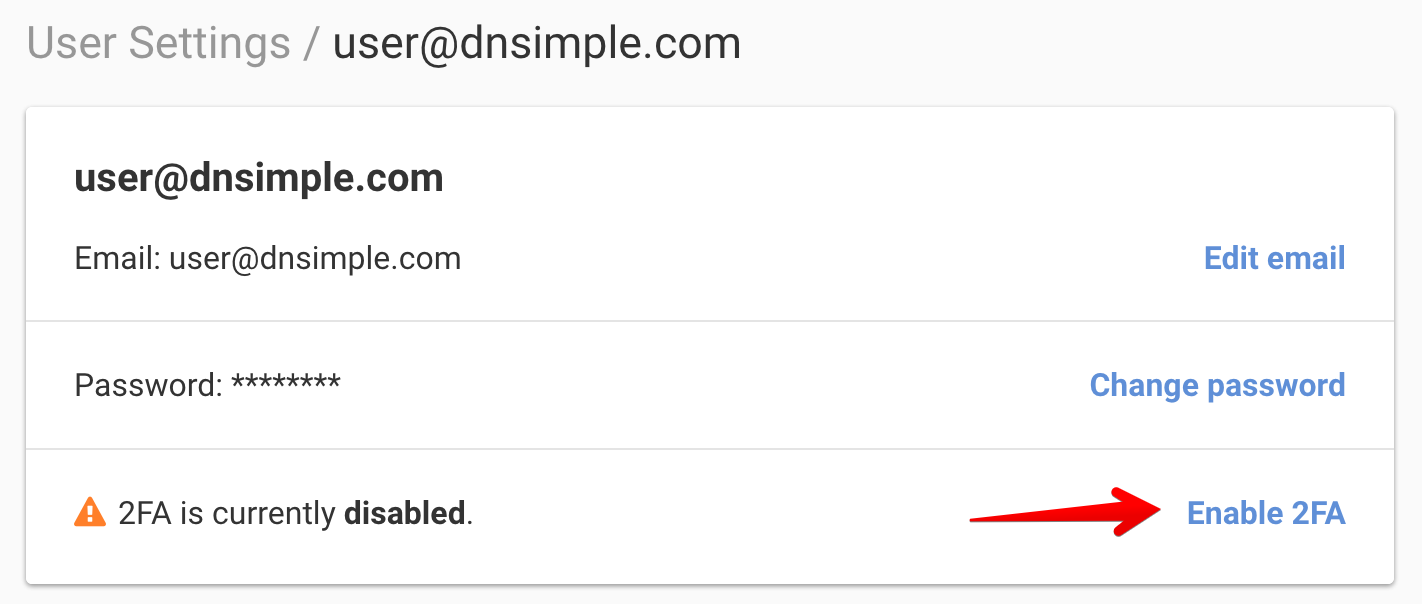 User Settings / user@dnsimple.com
user@dnsimple.com
Email: user@dnsimple.com
Edit email
Password: ********
Change password
2FA is currently disabled.
Enable 2FA